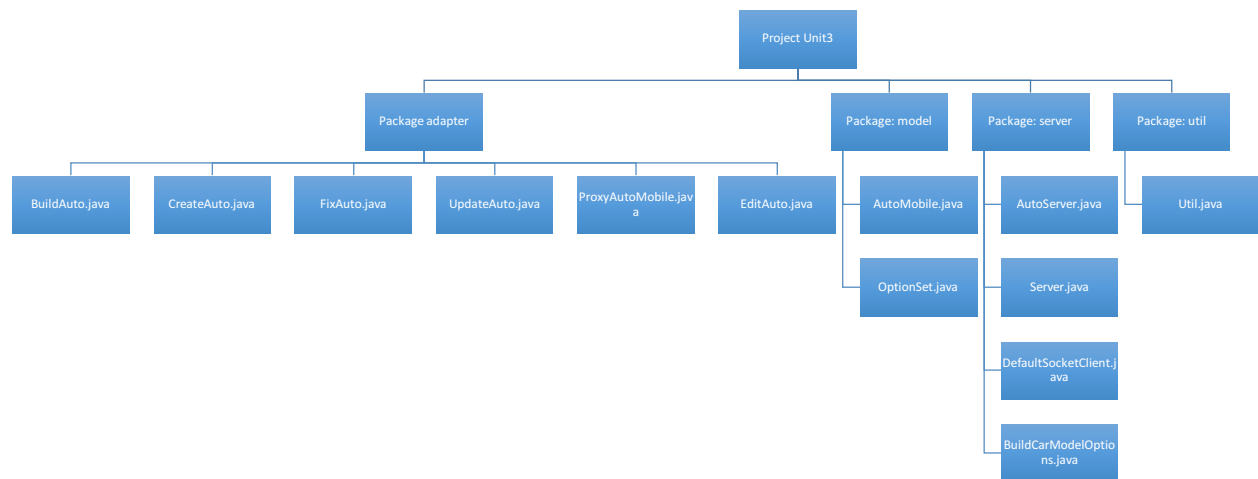 Project Unit3
Package adapter
Package: model
Package: server
Package: util
BuildAuto.java
CreateAuto.java
FixAuto.java
UpdateAuto.java
ProxyAutoMobile.jav
a
EditAuto.java
AutoMobile.java
AutoServer.java
Util.java
OptionSet.java
Server.java
DefaultSocketClient.j
ava
BuildCarModelOptio
ns.java